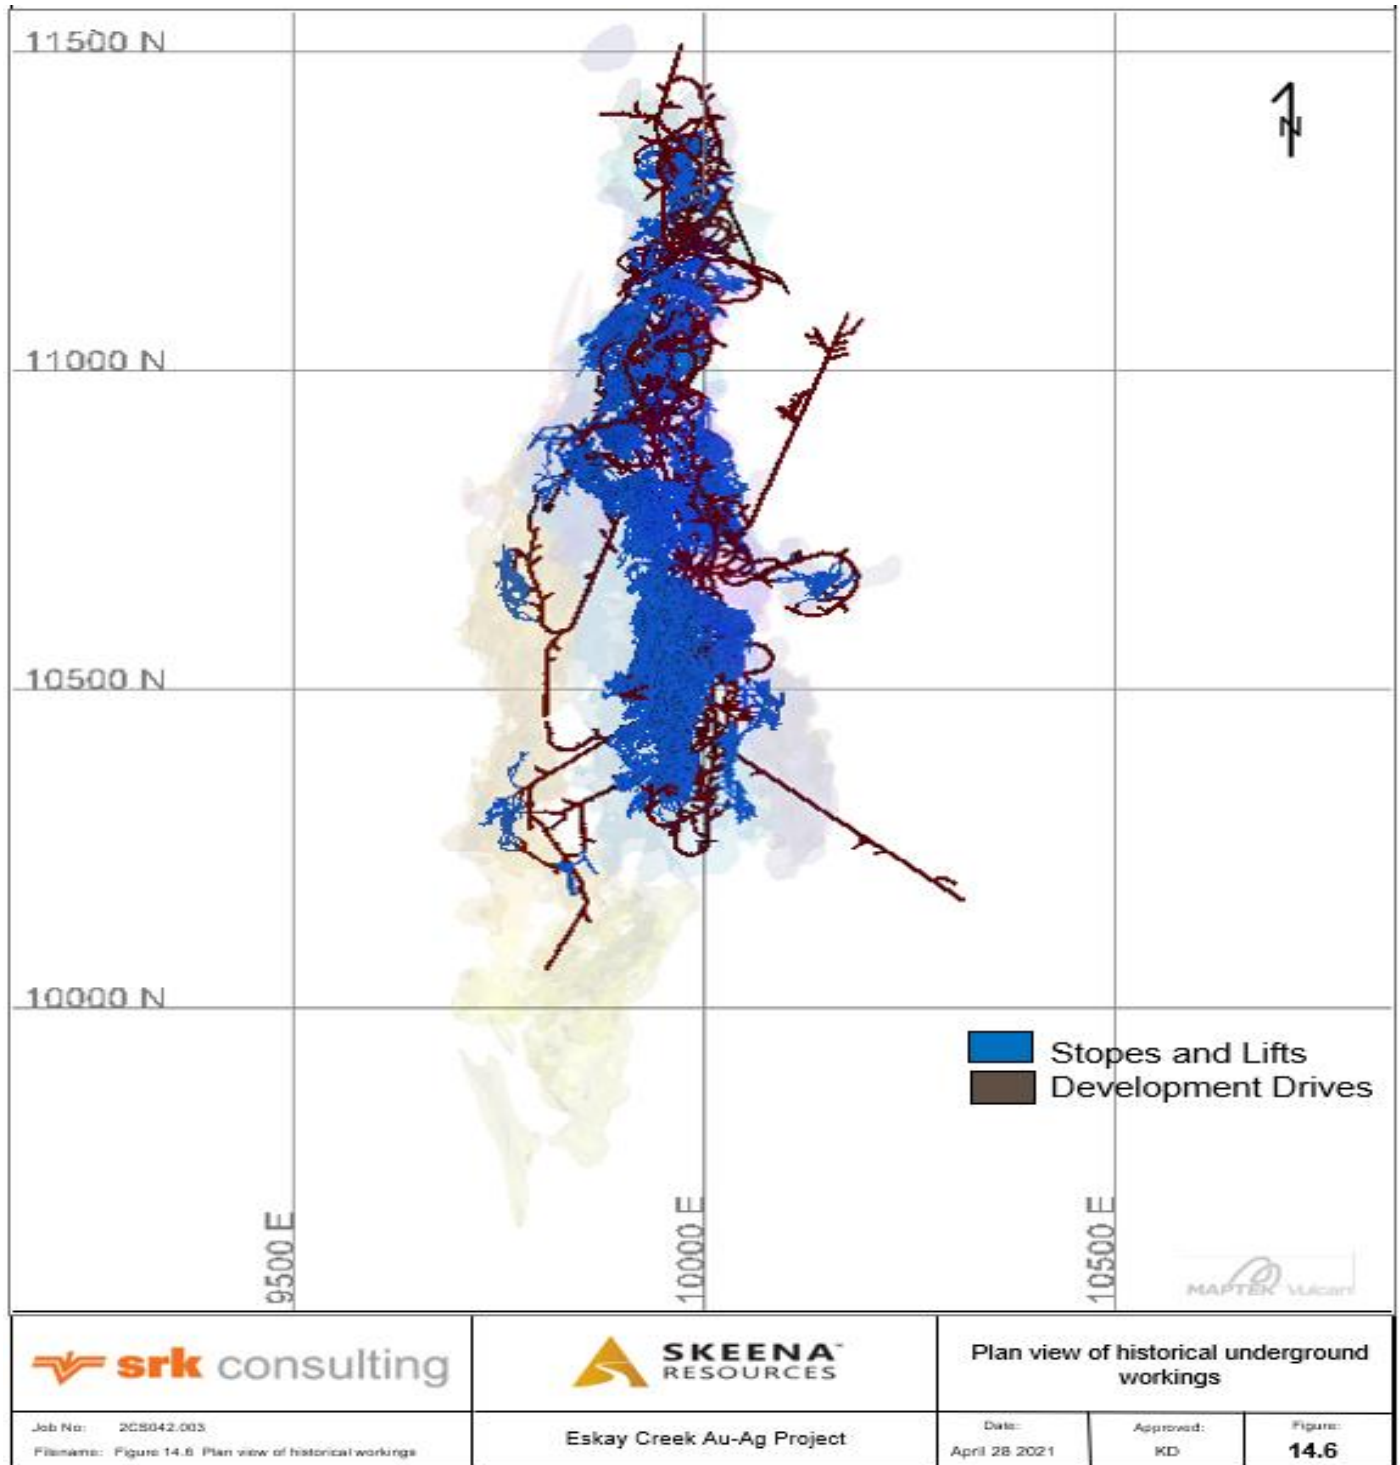 11500 N
N
11000 N
10500 N
10000 N
Stopes and Lifts
Development Drives
9500 E
10000 E
10500 E
MAPTEK Vulcan
srk consulting
SKEENA
RESOURCES
Plan view of historical underground
workings
Job No: 2CS042.003
Filename: Figure 14.6 Plan view of historical workings
Eskay Creek Au-Ag Project
Date:
April 28 2021
Approved:
KD
Figure:
14.6